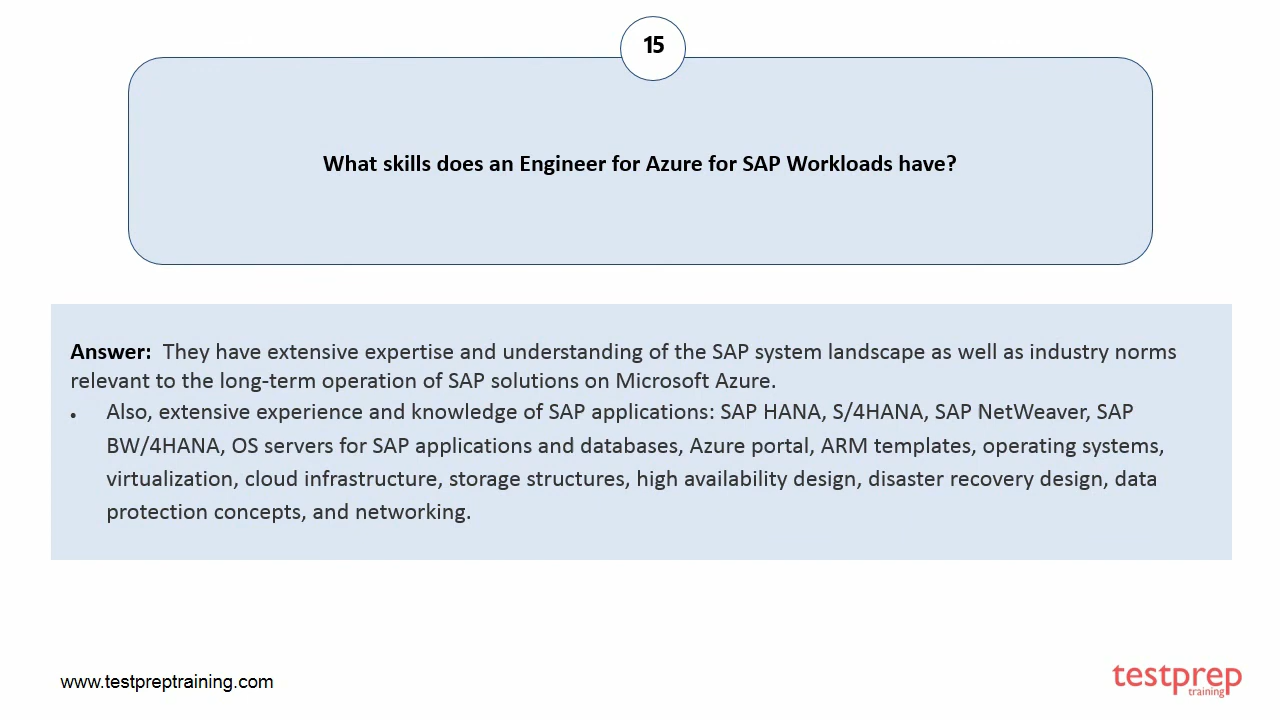 15
What skills does an Engineer for Azure for SAP Workloads have?
Answer: They have extensive expertise and understanding of the SAP system landscape as well as industry norms
relevant to the long-term operation of SAP solutions on Microsoft Azure.
• Also, extensive experience and knowledge of SAP applications: SAP HANA, S/4HANA, SAP NetWeaver, SAP
BW/4HANA, OS servers for SAP applications and databases, Azure portal, ARM templates, operating systems,
virtualization, cloud infrastructure, storage structures, high availability design, disaster recovery design, data
protection concepts, and networking.
www.testpreptraining.com
testprep
training